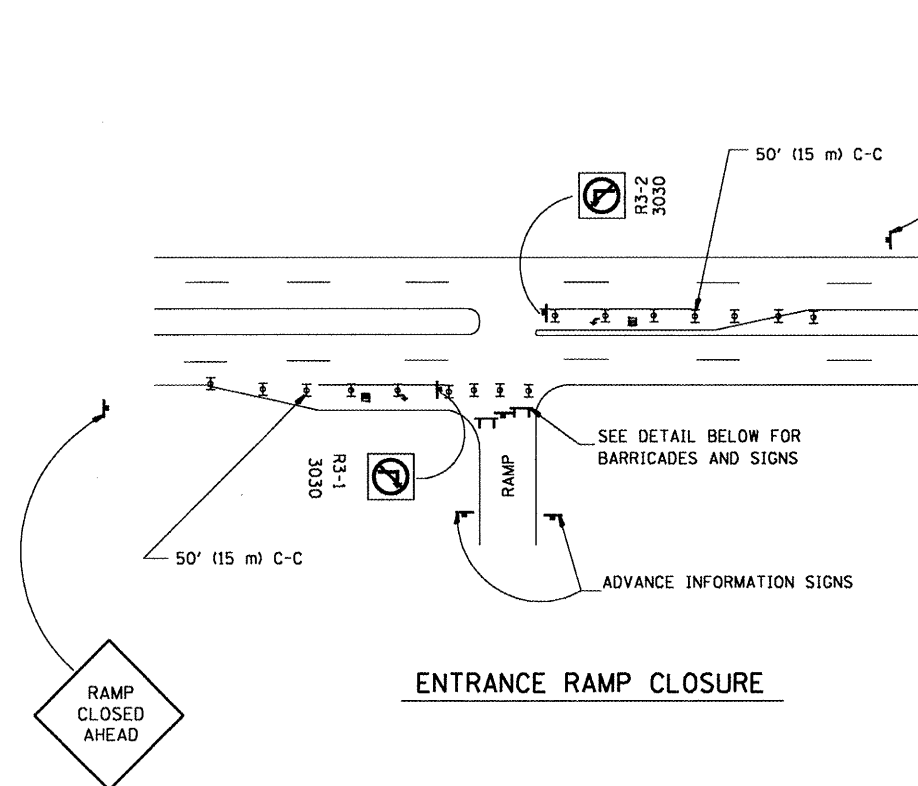 50' (15 m) C-C
R3-2
3030
SEE DETAIL BELOW FOR
BARRICADES AND SIGNS
R3-1
3030
RAMP
50' (15 m) C-C
ADVANCE INFORMATION SIGNS
ENTRANCE RAMP CLOSURE
RAMP
CLOSED
AHEAD